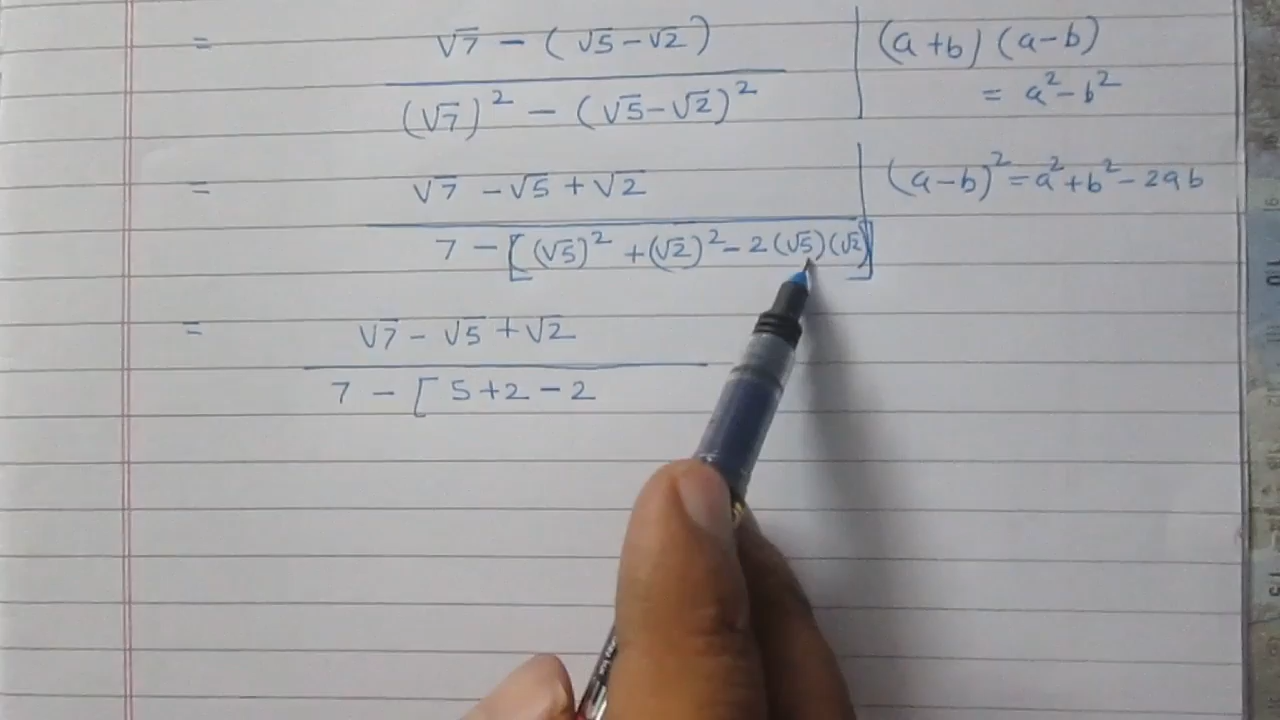 = √7 - (√5 - √2)
(√7)² - (√5 - √2)²
(a + b) (a - b)
= a² - b²
= √7 - √5 + √2
7 - [(√5)² + (√2)² - 2(√5)(√2)]
(a - b)² = a² + b² - 2ab
= √7 - √5 + √2
7 - [ 5 + 2 - 2